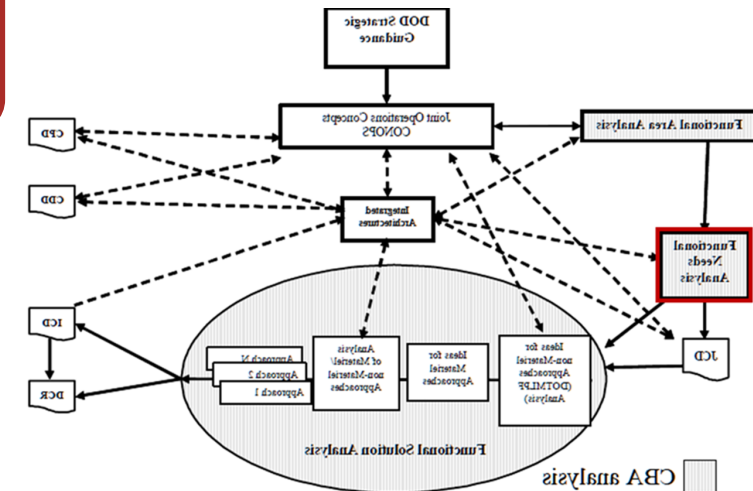 DOD Strategic
Guidance
Functional Area Analysis
Joint Operations Concepts
CONOPS
CPD
CDD
Integrated
Architectures
Functional
Needs
Analysis
JCD
ICD
DCR
Ideas for
non-Materiel
Approaches
(DOTMLPF
Analysis)
Ideas for
Materiel
Approaches
Analysis
of Materiel/
non-Materiel
Approaches
Approach N
Approach 2
Approach 1
Functional Solution Analysis
CBA analysis